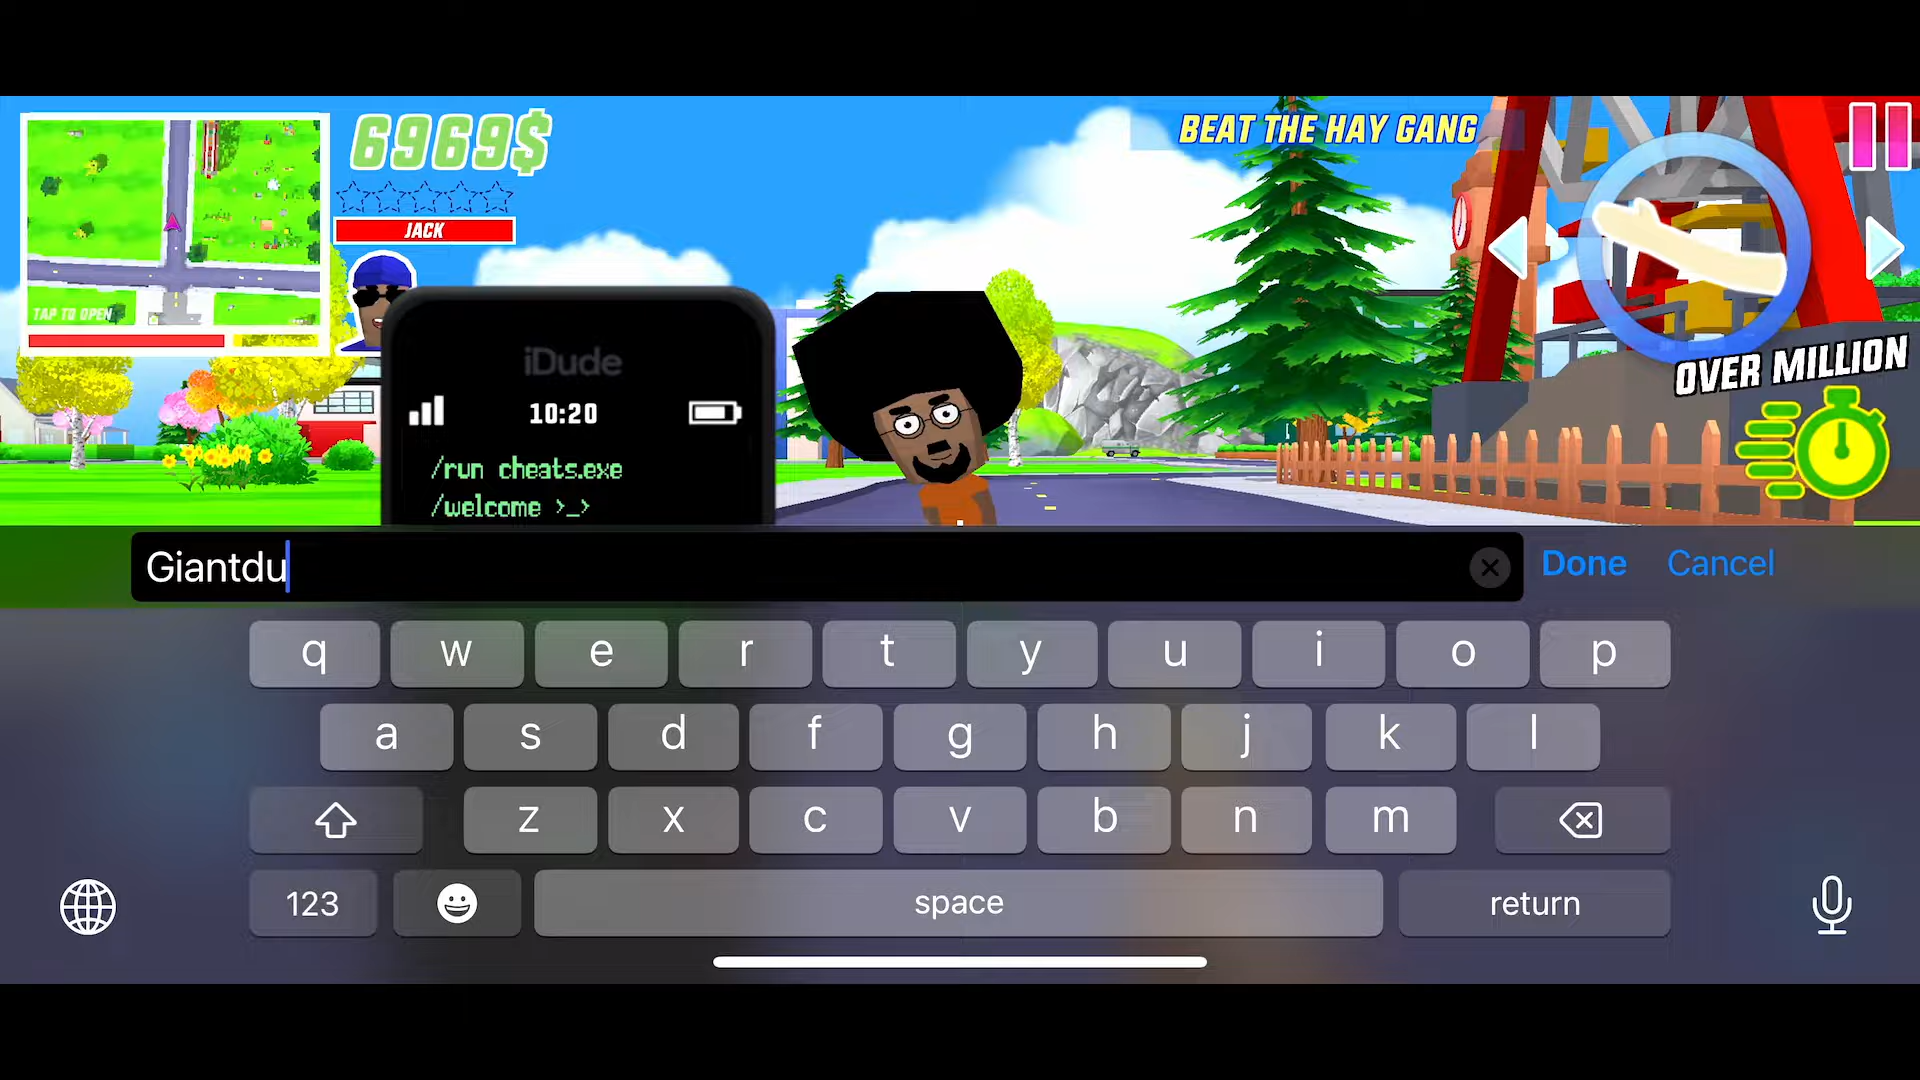 6969$
BEAT THE HAY GANG
JACK
TAP TO OPEN
OVER MILLION
iDude
10:20
/run cheats.exe
/welcome >_>
Giantdu
Done
Cancel
q w e r t y u i o p
a s d f g h j k l
z x c v b n m
123
space
return